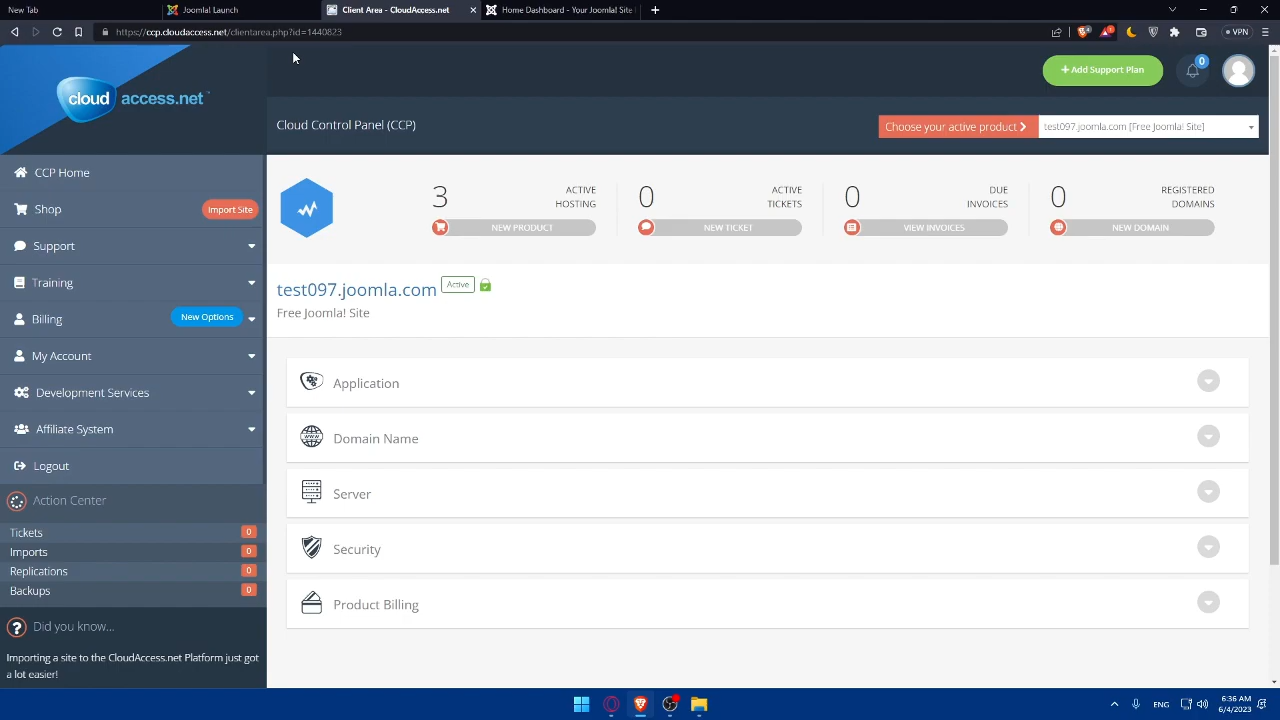 New Tab
Joomla! Launch
Client Area - CloudAccess.net
Home Dashboard - Your Joomla! Site
https://ccp.cloudaccess.net/clientarea.php?id=1440823
VPN
cloud access.net
Add Support Plan
0
Cloud Control Panel (CCP)
Choose your active product
test097.joomla.com [Free Joomla! Site]
CCP Home
Shop
Import Site
Support
Training
Billing
New Options
My Account
Development Services
Affiliate System
Logout
Action Center
Tickets 0
Imports 0
Replications 0
Backups 0
Did you know...
Importing a site to the CloudAccess.net Platform just got
a lot easier!
3 ACTIVE HOSTING
NEW PRODUCT
0 ACTIVE TICKETS
NEW TICKET
0 DUE INVOICES
VIEW INVOICES
0 REGISTERED DOMAINS
NEW DOMAIN
test097.joomla.com Active
Free Joomla! Site
Application
Domain Name
Server
Security
Product Billing
ENG
6:36 AM
6/4/2023